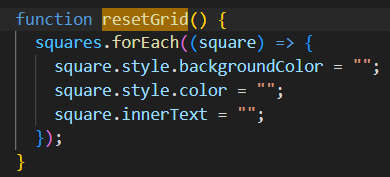 function resetGrid() {
  squares.forEach((square) => {
    square.style.backgroundColor = "";
    square.style.color = "";
    square.innerText = "";
  });
}